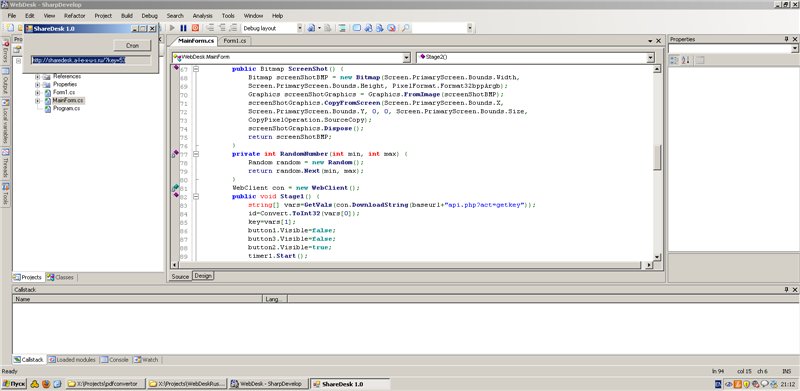 WebDesk - SharpDevelop
File Edit View Refactor Project Build Debug Search Analysis Tools Window Help
Debug layout
ShareDesk 1.0
Стоп
http://sharedesk.a-l-e-x-u-s.ru/?key=5
References
Properties
Form1.cs
MainForm.cs
Program.cs
Projects Classes
Errors
Output
Local variables
Threads
Tools
MainForm.cs Form1.cs
WebDesk.MainForm Stage2()
67 public Bitmap ScreenShot() {
68 Bitmap screenShotBMP = new Bitmap(Screen.PrimaryScreen.Bounds.Width,
69 Screen.PrimaryScreen.Bounds.Height, PixelFormat.Format32bppArgb);
70 Graphics screenShotGraphics = Graphics.FromImage(screenShotBMP);
71 screenShotGraphics.CopyFromScreen(Screen.PrimaryScreen.Bounds.X,
72 Screen.PrimaryScreen.Bounds.Y, 0, 0, Screen.PrimaryScreen.Bounds.Size,
73 CopyPixelOperation.SourceCopy);
74 screenShotGraphics.Dispose();
75 return screenShotBMP;
76 }
77 private int RandomNumber(int min, int max) {
78 Random random = new Random();
79 return random.Next(min, max);
80 }
81 WebClient con = new WebClient();
82 public void Stage1() {
83 string[] vars=GetVals(con.DownloadString(baseurl+"api.php?act=getkey"));
84 id=Convert.ToInt32(vars[0]);
85 key=vars[1];
86 button1.Visible=false;
87 button3.Visible=false;
88 button2.Visible=true;
89 timer1.Start();
Source Design
Properties
Callstack
Name Lang...
Callstack Loaded modules Console Watch
Ready ln 94 col 15 ch 6 INS
Пуск X:\Projects\pdfconvertor X:\Projects\WebDeskRus... WebDesk - SharpDevelop ShareDesk 1.0 EN 21:12